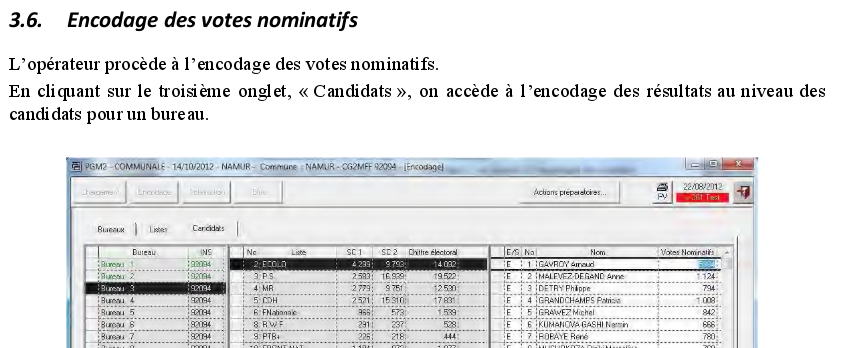 3.6. Encodage des votes nominatifs
L'opérateur procède à l'encodage des votes nominatifs.
En cliquant sur le troisième onglet, « Candidats », on accède à l'encodage des résultats au niveau des
candidats pour un bureau.
PGM2 - COMMUNALE - 14/10/2012 - NAMUR - Commune : NAMUR - CG2MFF 92094 - [Encodage]
Encodage Actions préparatoires... PV 22/08/2012
Bureaux Listes Candidats
Bureau INS No Liste SC 1 SC 2 Chiffre électoral E/S No Nom Votes Nominatifs
Bureau 1 92094 2 ECOLO 4.299 9.793 14.092 E 1 GAVROY Arnaud
Bureau 2 92094 3 P.S. 2.583 16.939 19.522 E 2 MALEVEZ-DEGAND Anne 1.124
Bureau 3 92094 4 MR 2.779 9.751 12.530 E 3 DETRY Philippe 794
Bureau 4 92094 5 CDH 2.521 15.310 17.831 E 4 GRANDCHAMPS Patricia 1.008
Bureau 5 92094 6 FNationale 966 573 1.539 E 5 GRAWEZ Michel 842
Bureau 6 92094 8 R.W.F. 291 237 528 E 6 KUMANOVA-GASHI Nermin 666
Bureau 7 92094 9 PTB+ 226 218 444 E 7 ROBAYE René 780